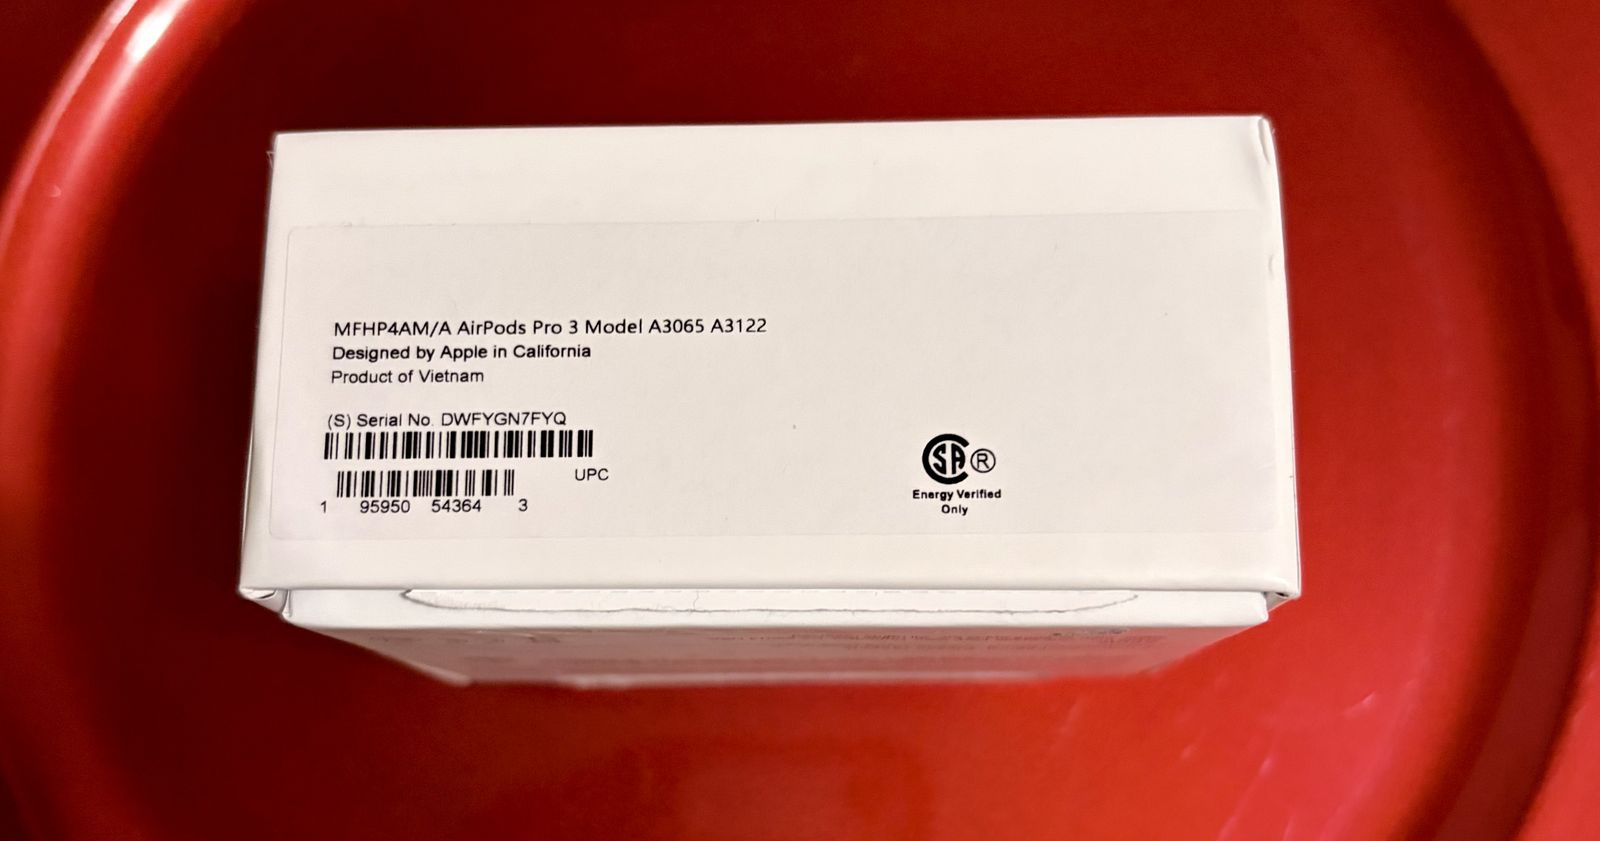 MFHP4AM/A AirPods Pro 3 Model A3065 A3122
Designed by Apple in California
Product of Vietnam
(S) Serial No. DWFYGN7FYQ
UPC
1 95950 54364 3
SA ®
Energy Verified
Only